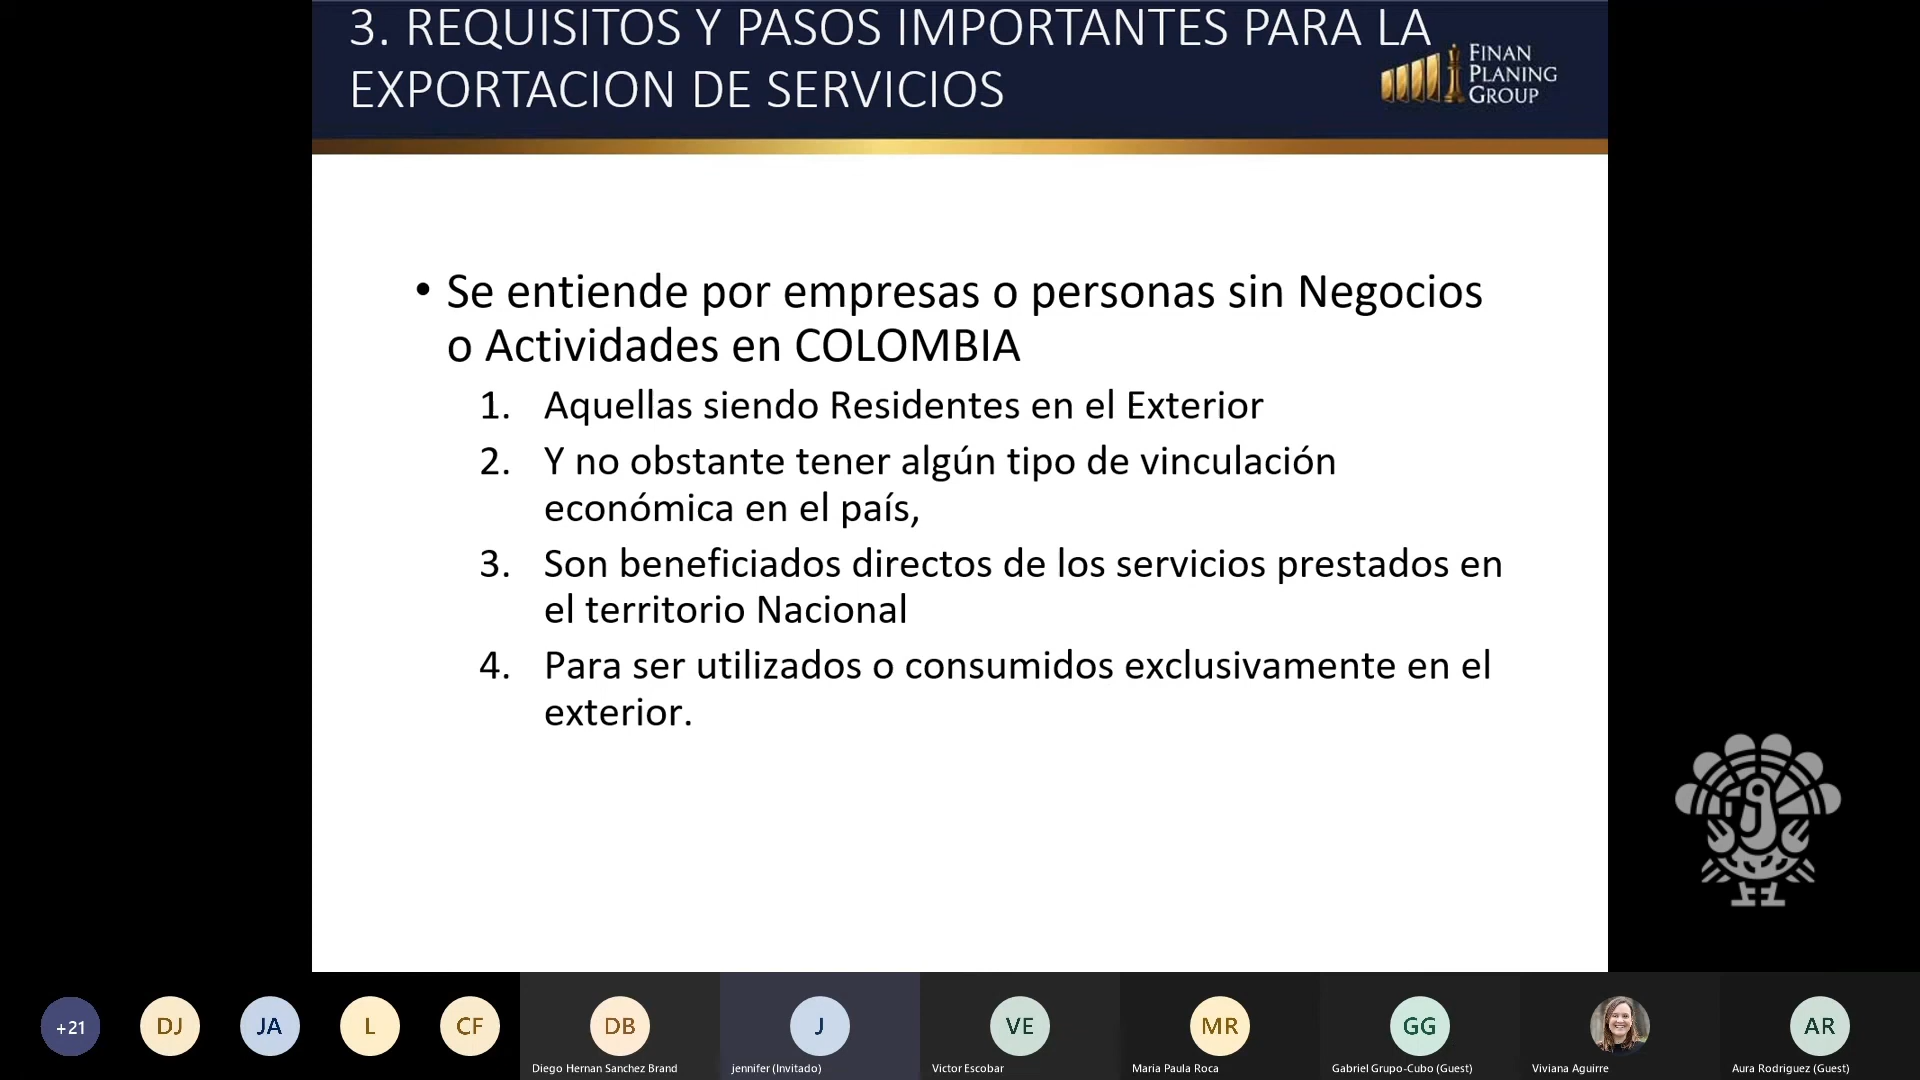 3. REQUISITOS Y PASOS IMPORTANTES PARA LA
EXPORTACION DE SERVICIOS
FINAN
PLANING
GROUP
• Se entiende por empresas o personas sin Negocios
o Actividades en COLOMBIA
1. Aquellas siendo Residentes en el Exterior
2. Y no obstante tener algún tipo de vinculación
económica en el país,
3. Son beneficiados directos de los servicios prestados en
el territorio Nacional
4. Para ser utilizados o consumidos exclusivamente en el
exterior.
+21
DJ
JA
L
CF
DB
J
VE
MR
GG
AR
Diego Hernan Sanchez Brand
jennifer (Invitado)
Victor Escobar
Maria Paula Roca
Gabriel Grupo-Cubo (Guest)
Viviana Aguirre
Aura Rodriguez (Guest)